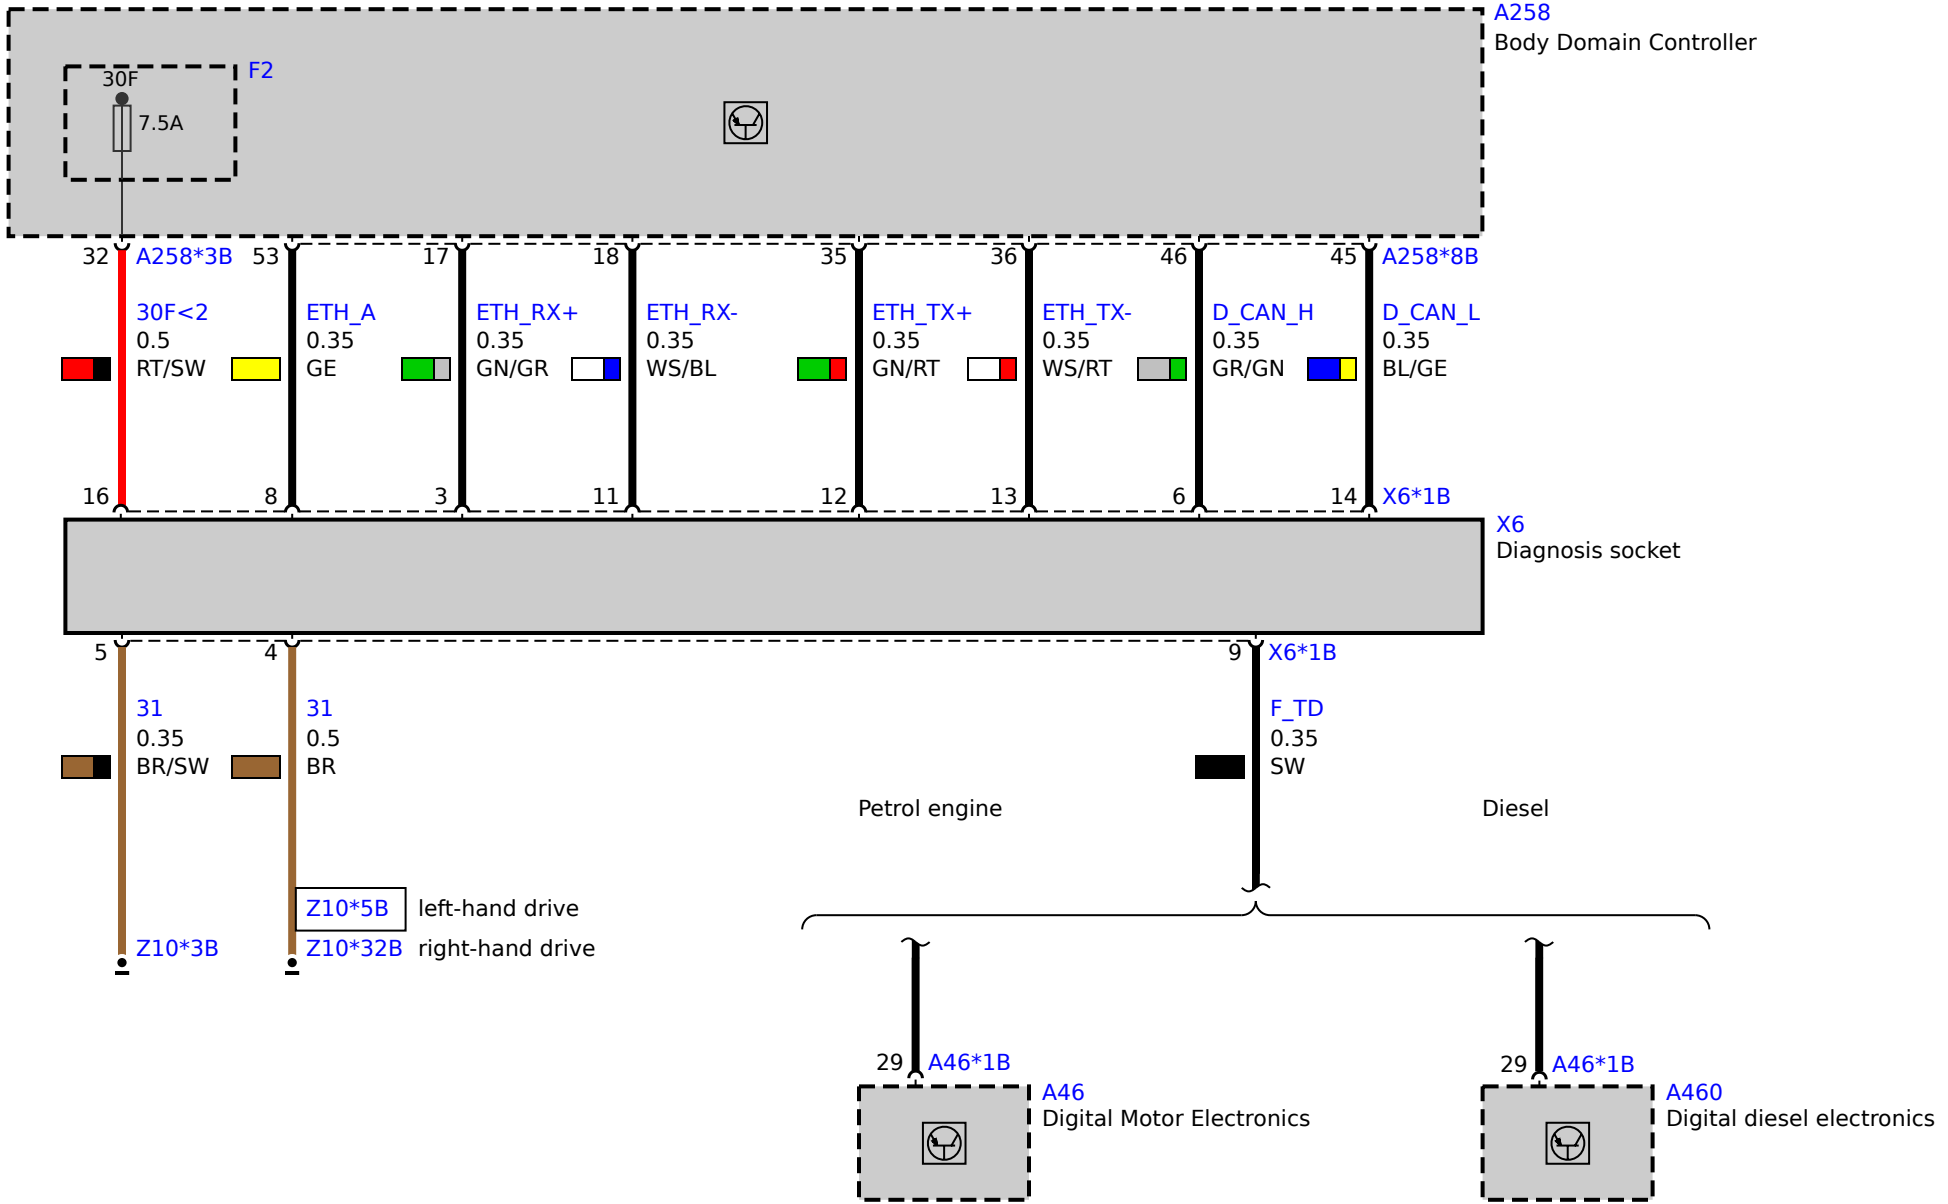 A258
Body Domain Controller
30F
F2
7.5A
32 A258*3B 53 17 18 35 36 46 45 A258*8B
30F<2 ETH_A ETH_RX+ ETH_RX- ETH_TX+ ETH_TX- D_CAN_H D_CAN_L
0.5 0.35 0.35 0.35 0.35 0.35 0.35 0.35
RT/SW GE GN/GR WS/BL GN/RT WS/RT GR/GN BL/GE
16 8 3 11 12 13 6 14 X6*1B
X6
Diagnosis socket
5 4 9 X6*1B
31 31 F_TD
0.35 0.5 0.35
BR/SW BR SW
Petrol engine Diesel
Z10*5B left-hand drive
Z10*3B Z10*32B right-hand drive
29 A46*1B 29 A46*1B
A46 A460
Digital Motor Electronics Digital diesel electronics